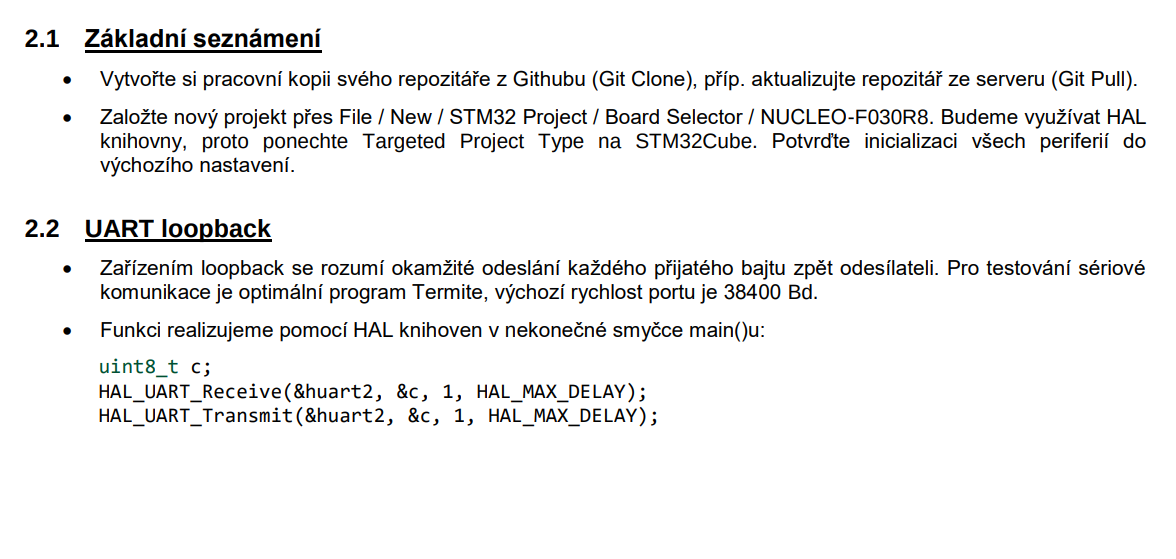 2.1 Základní seznámení
• Vytvořte si pracovní kopii svého repozitáře z Githubu (Git Clone), příp. aktualizujte repozitář ze serveru (Git Pull).
• Založte nový projekt přes File / New / STM32 Project / Board Selector / NUCLEO-F030R8. Budeme využívat HAL
knihovny, proto ponechte Targeted Project Type na STM32Cube. Potvrďte inicializaci všech periferií do
výchozího nastavení.
2.2 UART loopback
• Zařízením loopback se rozumí okamžité odeslání každého přijatého bajtu zpět odesílateli. Pro testování sériové
komunikace je optimální program Termite, výchozí rychlost portu je 38400 Bd.
• Funkci realizujeme pomocí HAL knihoven v nekonečné smyčce main()u:
uint8_t c;
HAL_UART_Receive(&huart2, &c, 1, HAL_MAX_DELAY);
HAL_UART_Transmit(&huart2, &c, 1, HAL_MAX_DELAY);